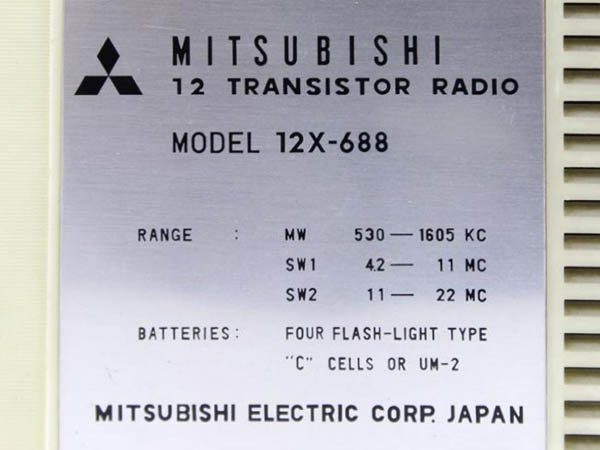 MITSUBISHI
12 TRANSISTOR RADIO
MODEL 12X-688
RANGE : MW 530 — 1605 KC
SW1 4.2 — 11 MC
SW2 11 — 22 MC
BATTERIES: FOUR FLASH-LIGHT TYPE
"C" CELLS OR UM-2
MITSUBISHI ELECTRIC CORP. JAPAN